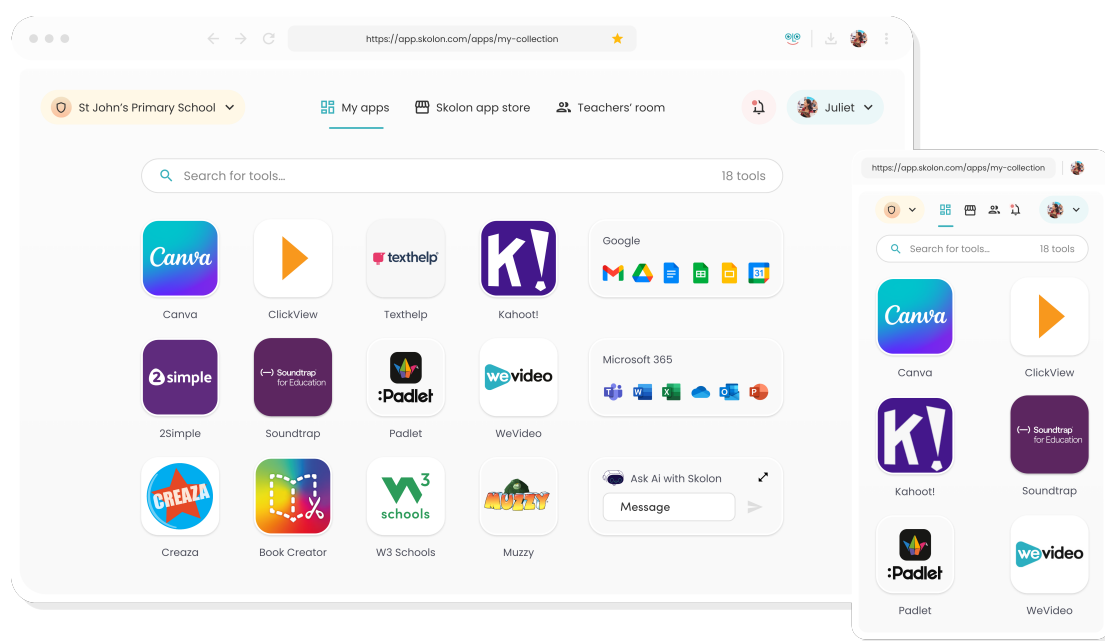 https://app.skolon.com/apps/my-collection
St John's Primary School
My apps
Skolon app store
Teachers' room
Juliet
Search for tools...
18 tools
Canva
texthelp
K!
Google
31
Canva
ClickView
Texthelp
Kahoot!
2simple
Soundtrap
for Education
:Padlet
wevideo
Microsoft 365
T
W
X
O
P
2Simple
Soundtrap
Padlet
WeVideo
CREAZA
W3
schools
MUZZY
Ask Ai with Skolon
Message
Creaza
Book Creator
W3 Schools
Muzzy
https://app.skolon.com/apps/my-collection
Search for tools...
18 tools
Canva
Canva
ClickView
K!
Soundtrap
for Education
Kahoot!
Soundtrap
:Padlet
wevideo
Padlet
WeVideo